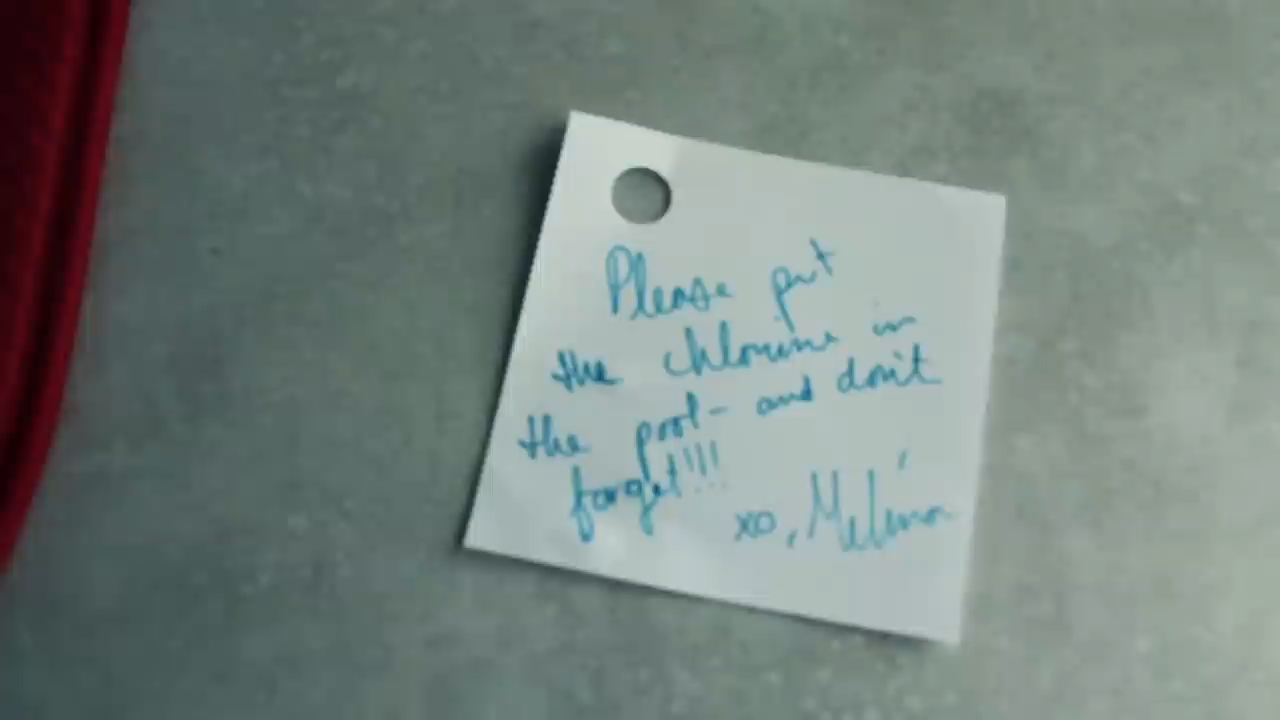 Please put
the chlorine in
the pool- and don't
forget!!!
xo, Melina